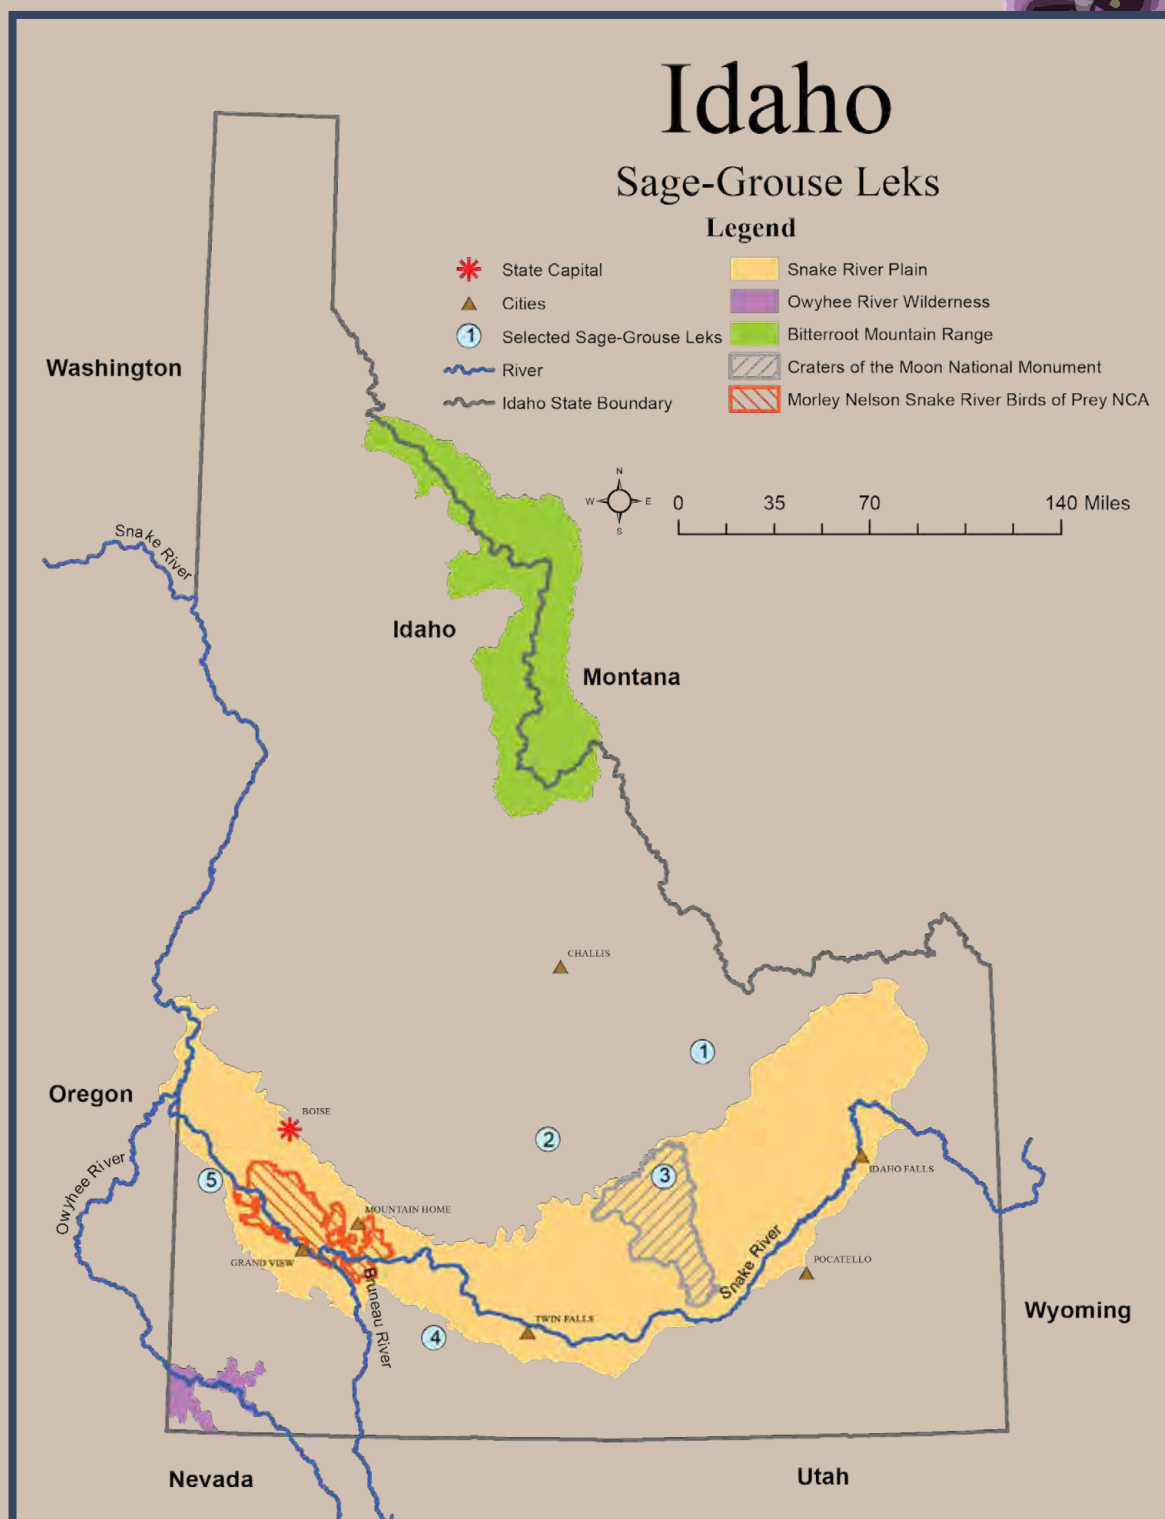 Idaho
Sage-Grouse Leks
Legend
State Capital
Cities
1 Selected Sage-Grouse Leks
River
Idaho State Boundary
Snake River Plain
Owyhee River Wilderness
Bitterroot Mountain Range
Craters of the Moon National Monument
Morley Nelson Snake River Birds of Prey NCA
N
W E
S
0 35 70 140 Miles
Washington
Snake River
Idaho
Montana
CHALLIS
1
Oregon
BOISE
2
Owyhee River
5
3
IDAHO FALLS
MOUNTAIN HOME
GRAND VIEW
Snake River
POCATELLO
Bruneau River
Wyoming
TWIN FALLS
4
Nevada
Utah